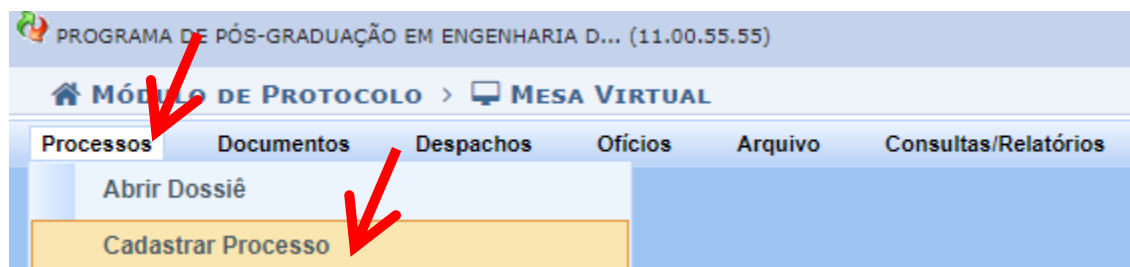 PROGRAMA DE PÓS-GRADUAÇÃO EM ENGENHARIA D... (11.00.55.55)
MÓDULO DE PROTOCOLO > MESA VIRTUAL
Processos Documentos Despachos Ofícios Arquivo Consultas/Relatórios
Abrir Dossiê
Cadastrar Processo